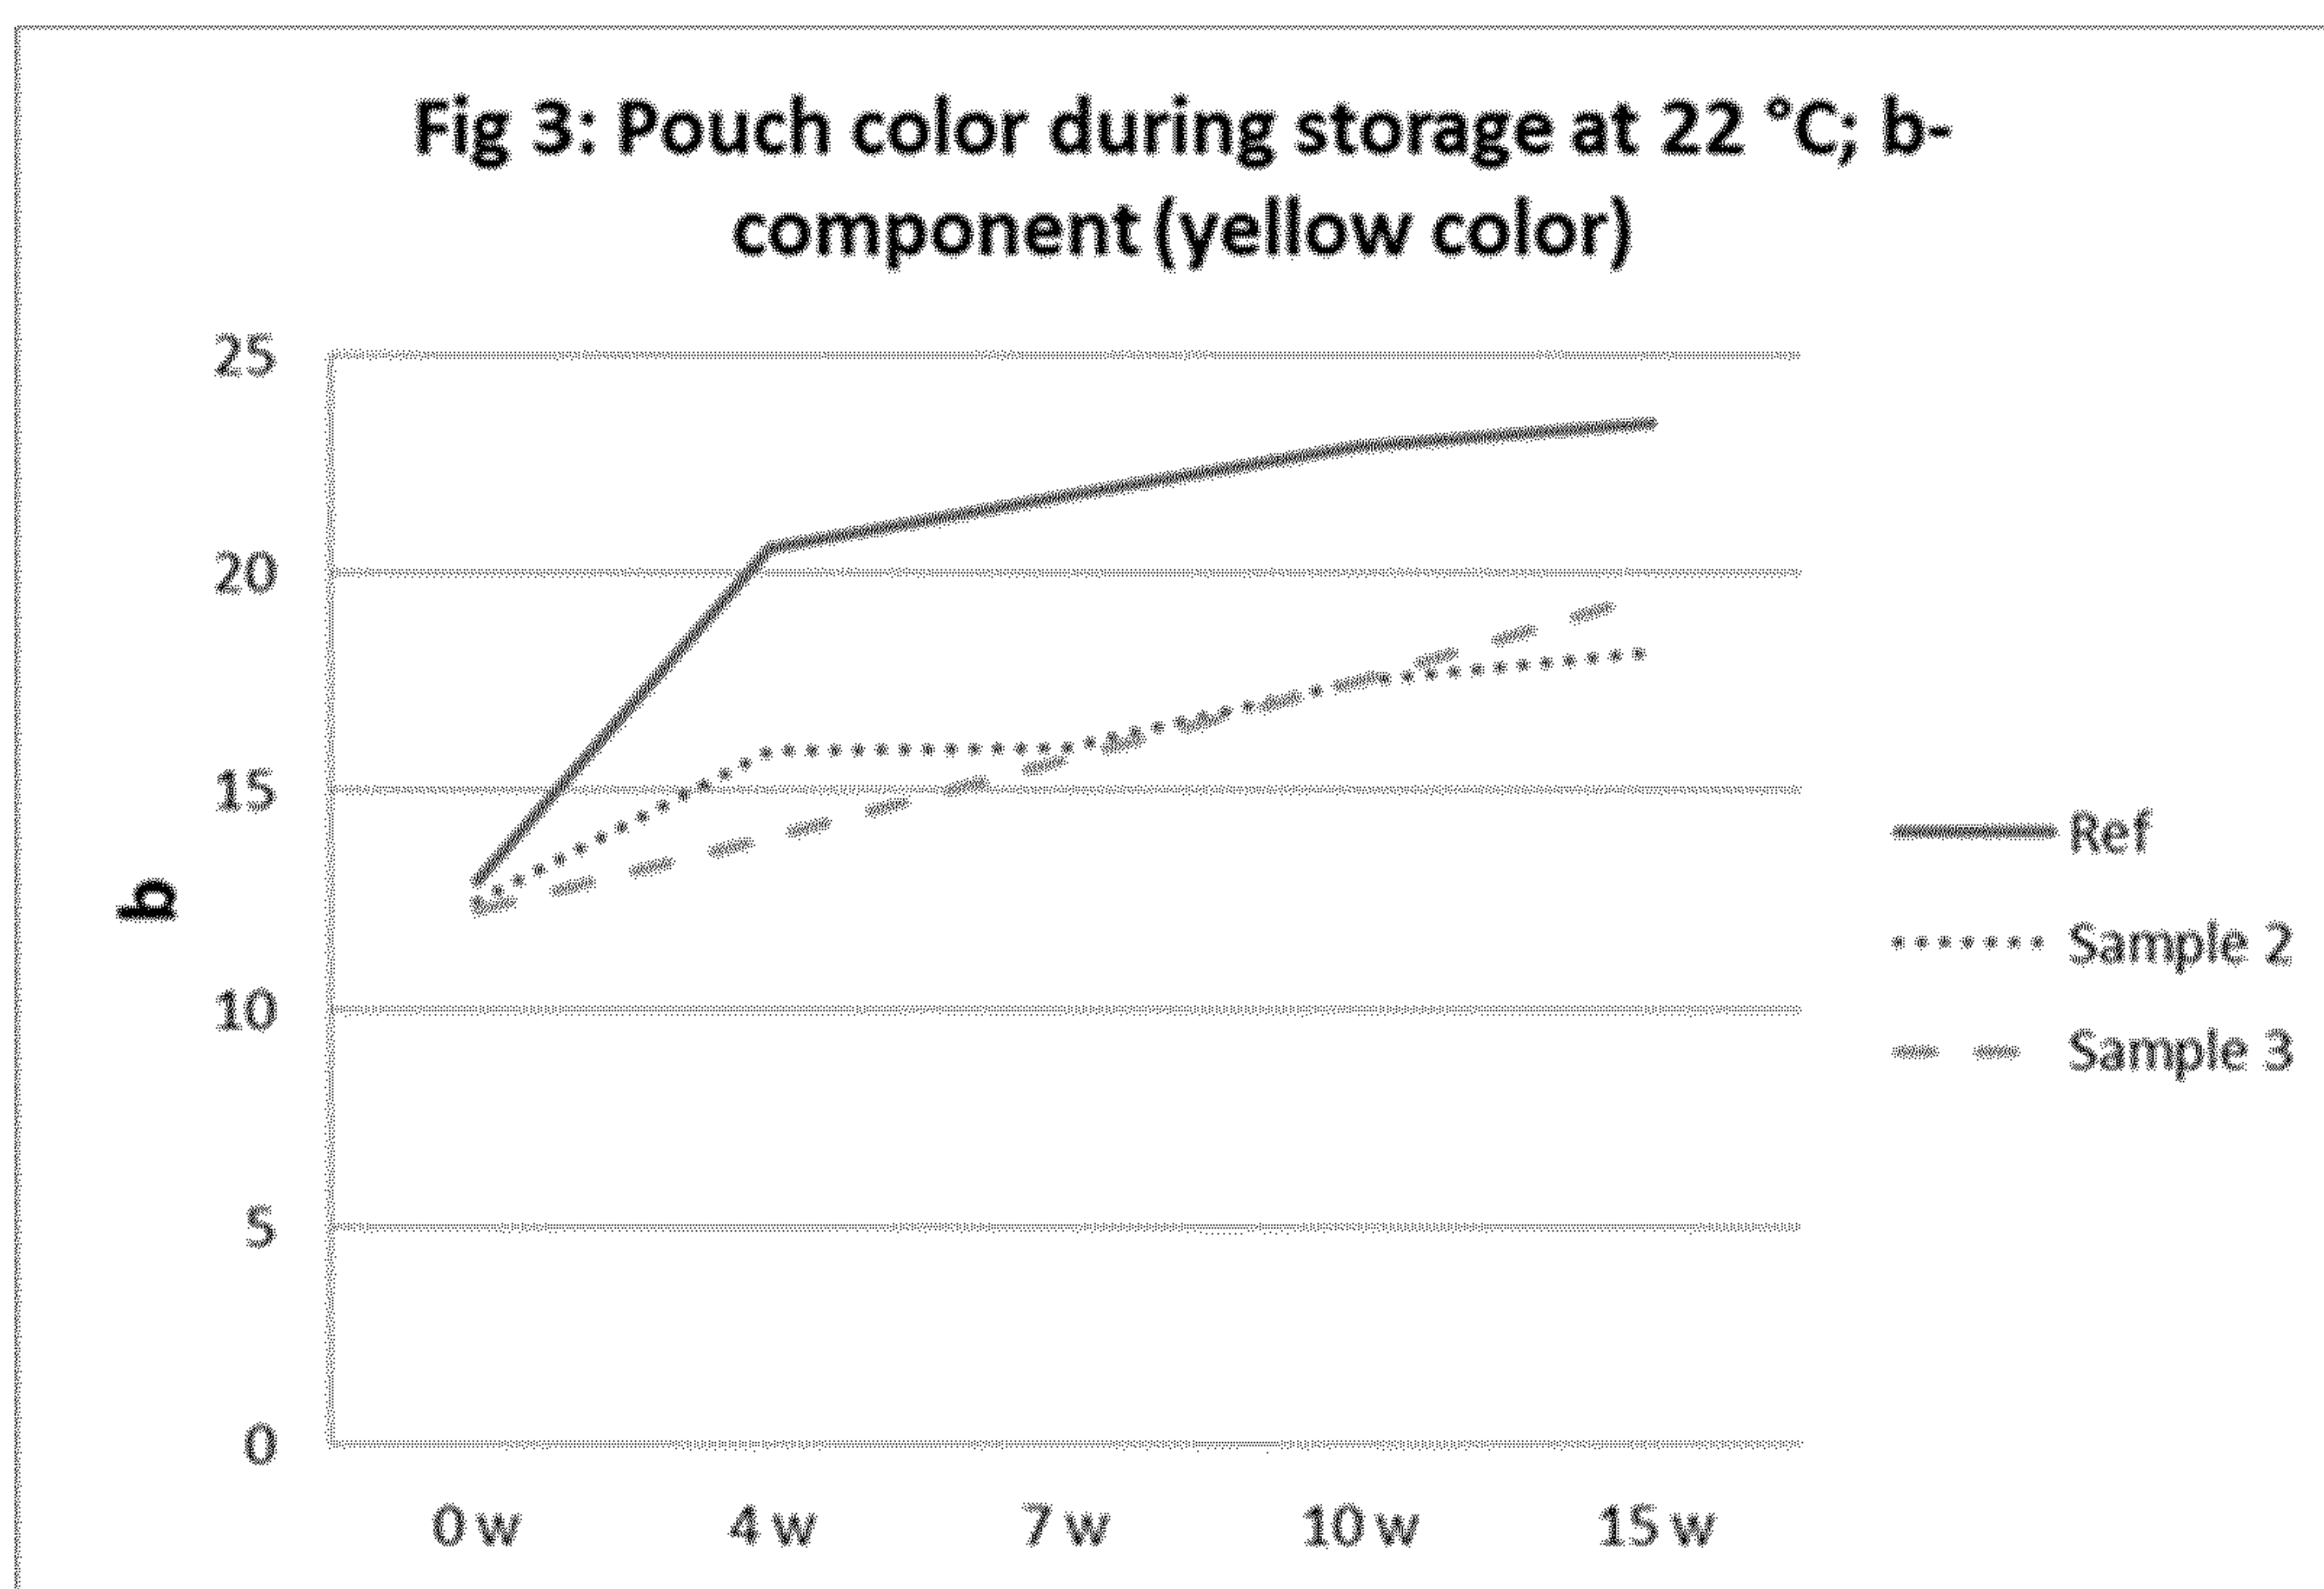 Fig 3: Pouch color during storage at 22 °C; b-
component (yellow color)
25
20
15
10
5
0
b
0 w
4 w
7 w
10 w
15 w
Ref
Sample 2
Sample 3